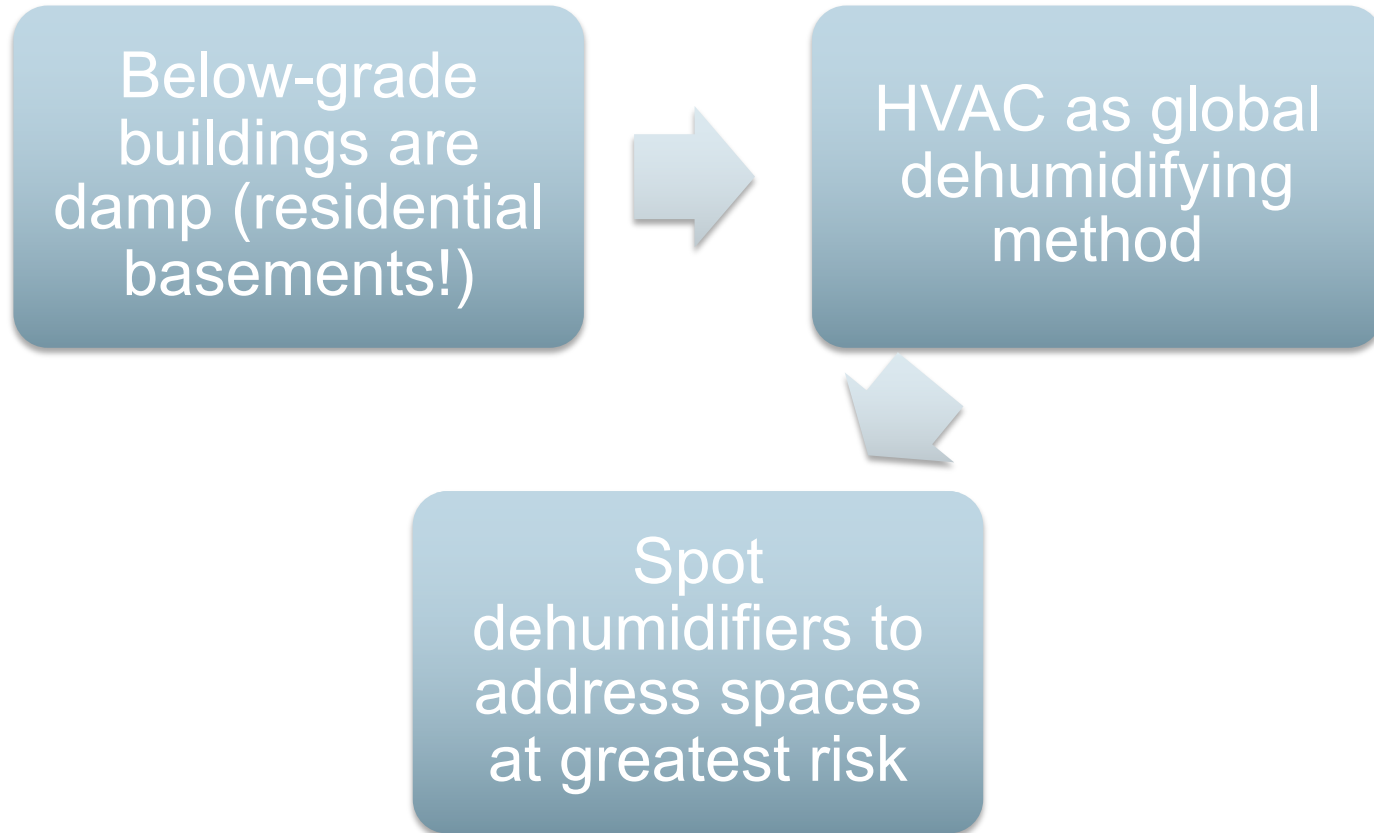 Below-grade
buildings are
damp (residential
basements!)
HVAC as global
dehumidifying
method
Spot
dehumidifiers to
address spaces
at greatest risk